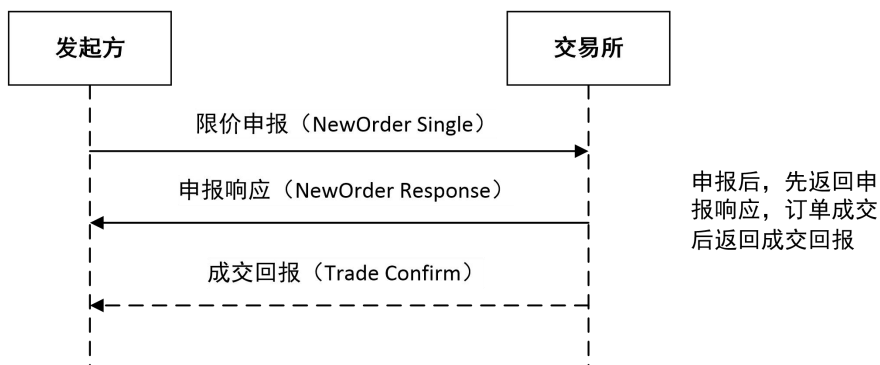 发起方
交易所
限价申报（NewOrder Single）
申报响应（NewOrder Response）
申报后，先返回申
报响应，订单成交
后返回成交回报
成交回报（Trade Confirm）